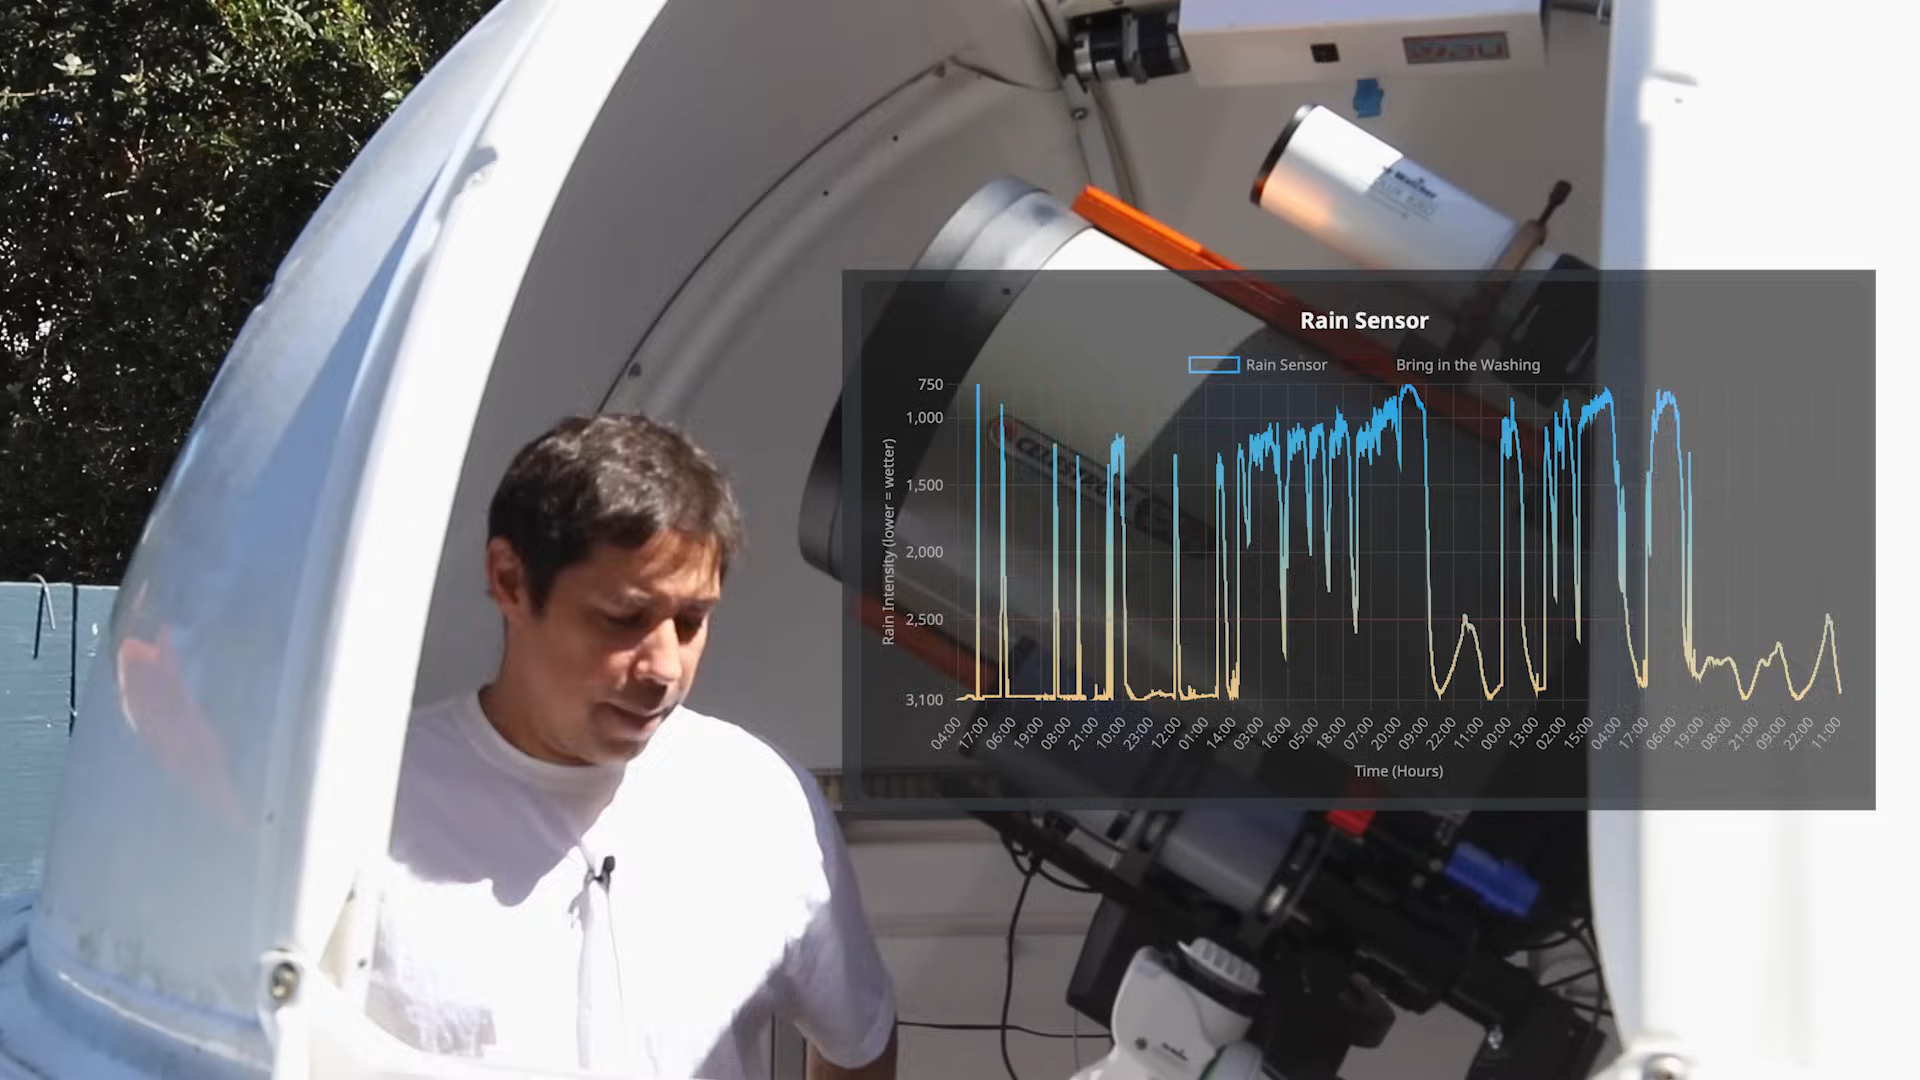 Rain Sensor
Rain Sensor
Bring in the Washing
Rain Intensity (lower = wetter)
750
1,000
1,500
2,000
2,500
3,100
04:00 17:00 06:00 19:00 08:00 21:00 10:00 23:00 12:00 01:00 14:00 03:00 16:00 05:00 18:00 07:00 20:00 09:00 22:00 11:00 00:00 13:00 02:00 15:00 04:00 17:00 06:00 19:00 08:00 21:00 09:00 22:00 11:00
Time (Hours)
CELESTRON